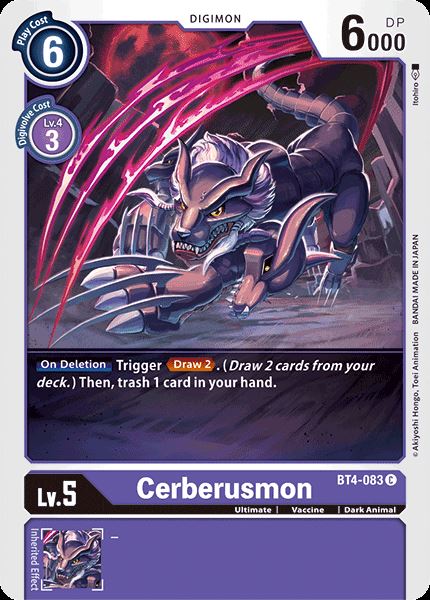 Play Cost
6
DIGIMON
DP
6000
Digivolve Cost
Lv.4
3
Itohiro
On Deletion Trigger Draw 2 . (Draw 2 cards from your
deck.) Then, trash 1 card in your hand.
© Akiyoshi Hongo, Toei Animation BANDAI MADE IN JAPAN
Lv.5
Cerberusmon
BT4-083 C
Ultimate | Vaccine | Dark Animal
Inherited Effect
–